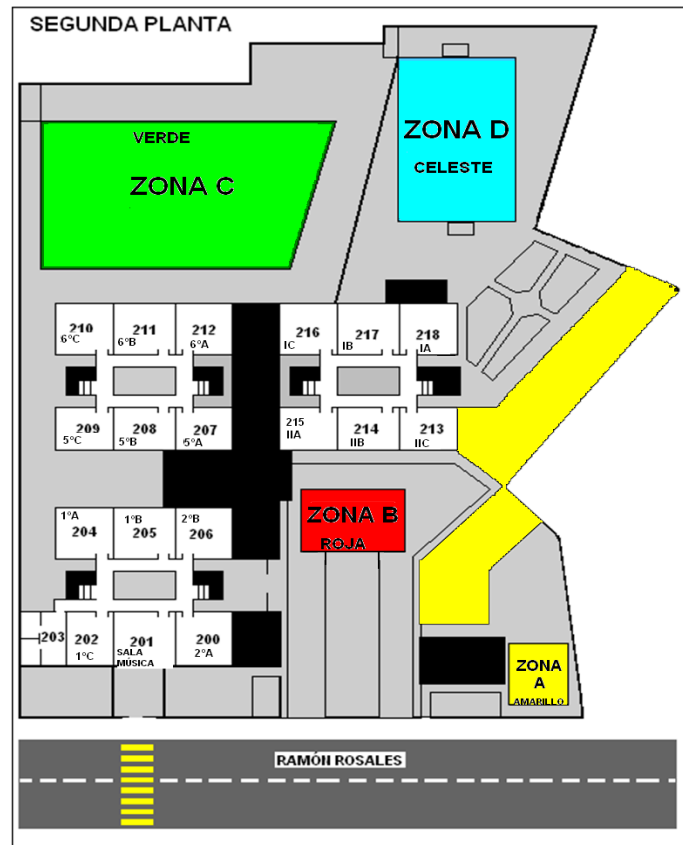 SEGUNDA PLANTA
VERDE
ZONA C
ZONA D
CELESTE
210
6°C
211
6°B
212
6°A
216
IC
217
IB
218
IA
209
5°C
208
5°B
207
5°A
215
IIA
214
IIB
213
IIC
1°A
204
1°B
205
2°B
206
ZONA B
ROJA
203
202
1°C
201
SALA
MÚSICA
200
2°A
ZONA
A
AMARILLO
RAMÓN ROSALES